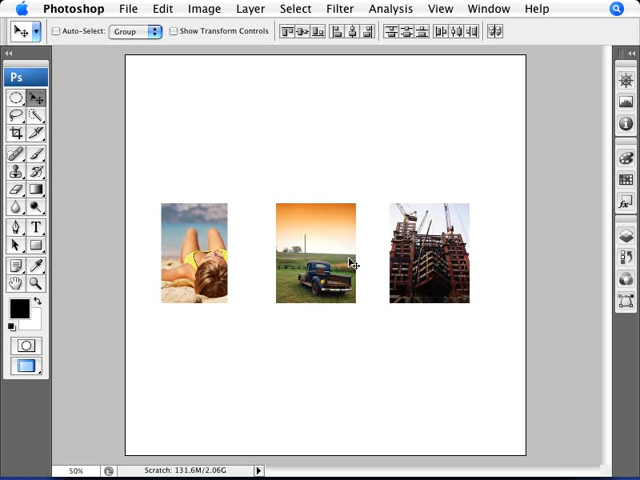 Photoshop File Edit Image Layer Select Filter Analysis View Window Help
Auto-Select: Group Show Transform Controls
Ps
T
50% Scratch: 131.6M/2.06G